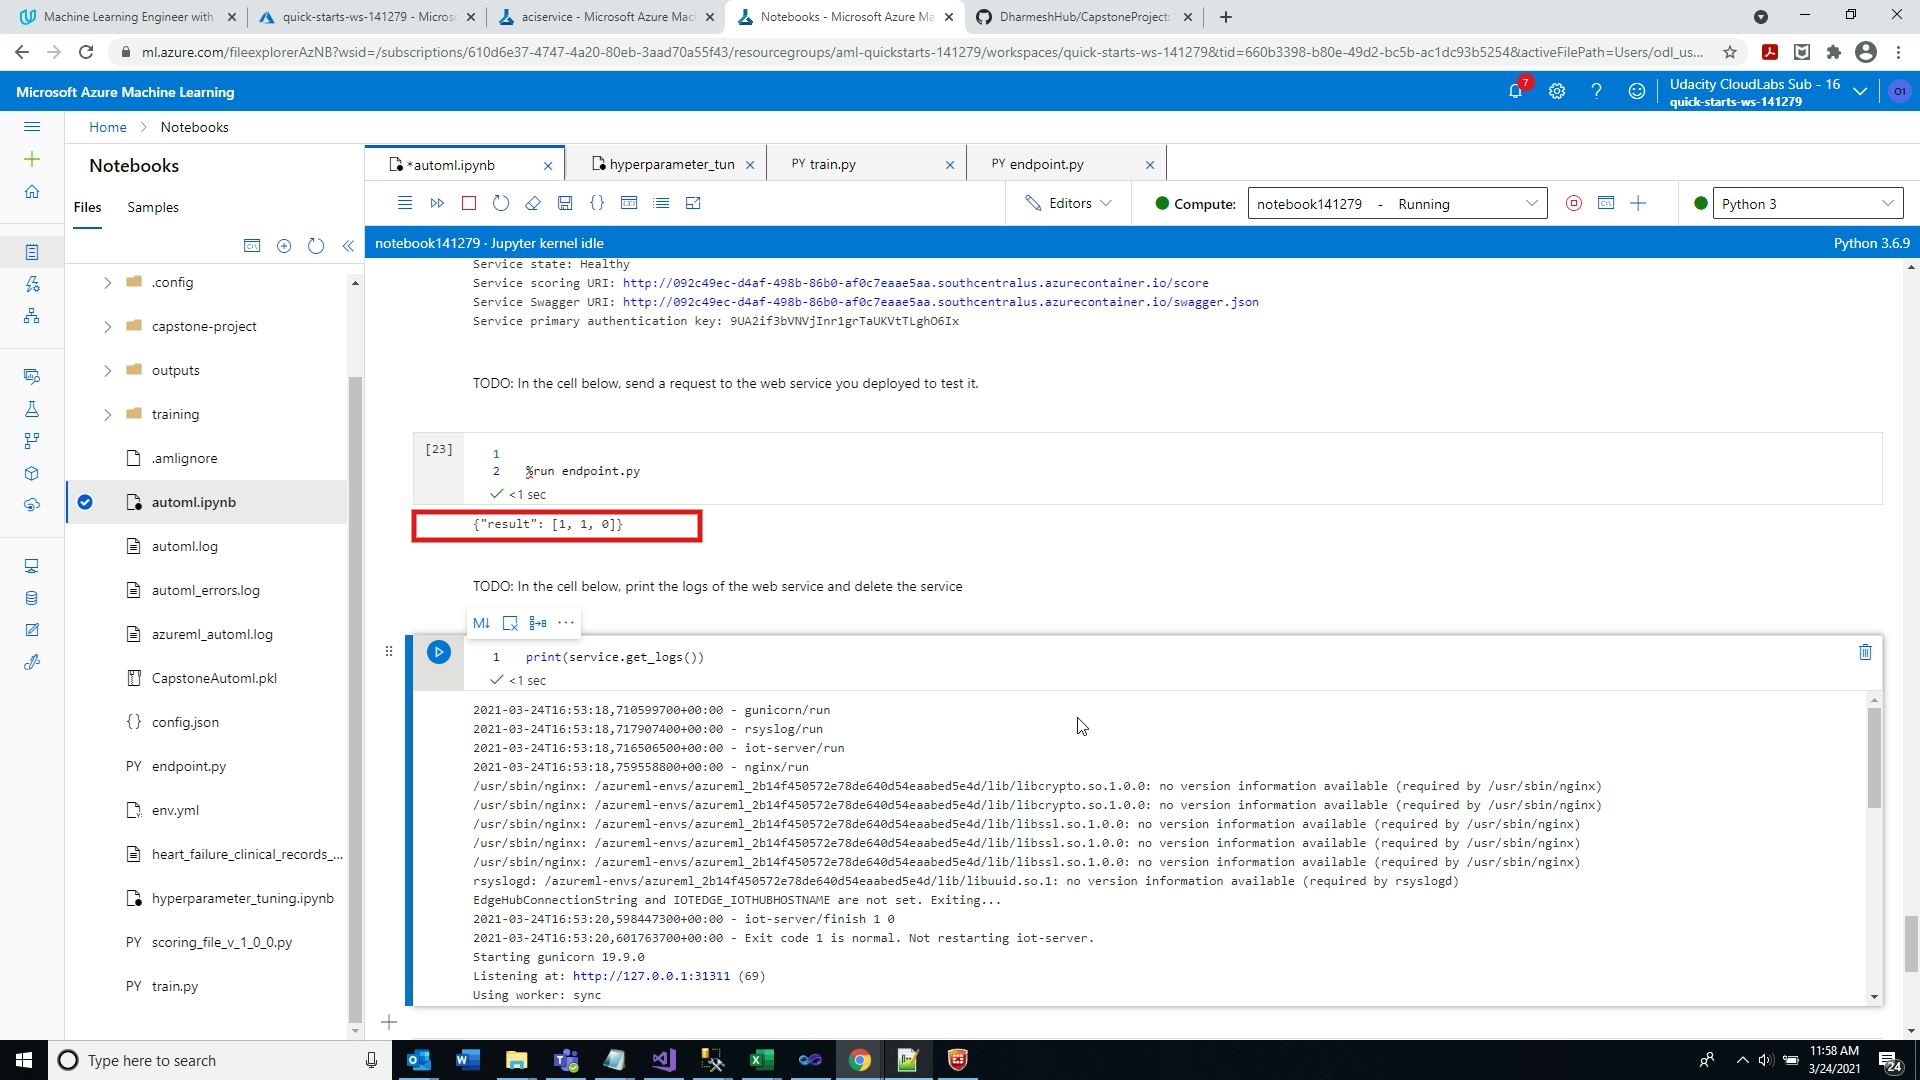 Machine Learning Engineer with
quick-starts-ws-141279 - Micros
aciservice - Microsoft Azure Mac
Notebooks - Microsoft Azure Ma
DharmeshHub/CapstoneProject
ml.azure.com/fileexplorerAzNB?wsid=/subscriptions/610d6e37-4747-4a20-80eb-3aad70a55f43/resourcegroups/aml-quickstarts-141279/workspaces/quick-starts-ws-141279&tid=660b3398-b80e-49d2-bc5b-ac1dc93b5254&activeFilePath=Users/odl_us...
Microsoft Azure Machine Learning
7
Udacity CloudLabs Sub - 16
quick-starts-ws-141279
O1
Home > Notebooks
Notebooks
Files
Samples
*automl.ipynb
hyperparameter_tun
PY train.py
PY endpoint.py
Editors
Compute:
notebook141279 - Running
Python 3
notebook141279 · Jupyter kernel idle
Python 3.6.9
.config
capstone-project
outputs
training
.amlignore
automl.ipynb
automl.log
automl_errors.log
azureml_automl.log
CapstoneAutoml.pkl
{} config.json
PY endpoint.py
env.yml
heart_failure_clinical_records_...
hyperparameter_tuning.ipynb
PY scoring_file_v_1_0_0.py
PY train.py
Service state: Healthy
Service scoring URI: http://092c49ec-d4af-498b-86b0-af0c7eaae5aa.southcentralus.azurecontainer.io/score
Service Swagger URI: http://092c49ec-d4af-498b-86b0-af0c7eaae5aa.southcentralus.azurecontainer.io/swagger.json
Service primary authentication key: 9UA2if3bVNVjInr1grTaUKVtTLghO6Ix
TODO: In the cell below, send a request to the web service you deployed to test it.
[23]
1
2 %run endpoint.py
<1 sec
{"result": [1, 1, 0]}
TODO: In the cell below, print the logs of the web service and delete the service
M↓
1 print(service.get_logs())
<1 sec
2021-03-24T16:53:18,710599700+00:00 - gunicorn/run
2021-03-24T16:53:18,717907400+00:00 - rsyslog/run
2021-03-24T16:53:18,716506500+00:00 - iot-server/run
2021-03-24T16:53:18,759558800+00:00 - nginx/run
/usr/sbin/nginx: /azureml-envs/azureml_2b14f450572e78de640d54eaabed5e4d/lib/libcrypto.so.1.0.0: no version information available (required by /usr/sbin/nginx)
/usr/sbin/nginx: /azureml-envs/azureml_2b14f450572e78de640d54eaabed5e4d/lib/libcrypto.so.1.0.0: no version information available (required by /usr/sbin/nginx)
/usr/sbin/nginx: /azureml-envs/azureml_2b14f450572e78de640d54eaabed5e4d/lib/libssl.so.1.0.0: no version information available (required by /usr/sbin/nginx)
/usr/sbin/nginx: /azureml-envs/azureml_2b14f450572e78de640d54eaabed5e4d/lib/libssl.so.1.0.0: no version information available (required by /usr/sbin/nginx)
/usr/sbin/nginx: /azureml-envs/azureml_2b14f450572e78de640d54eaabed5e4d/lib/libssl.so.1.0.0: no version information available (required by /usr/sbin/nginx)
rsyslogd: /azureml-envs/azureml_2b14f450572e78de640d54eaabed5e4d/lib/libuuid.so.1: no version information available (required by rsyslogd)
EdgeHubConnectionString and IOTEDGE_IOTHUBHOSTNAME are not set. Exiting...
2021-03-24T16:53:20,598447300+00:00 - iot-server/finish 1 0
2021-03-24T16:53:20,601763700+00:00 - Exit code 1 is normal. Not restarting iot-server.
Starting gunicorn 19.9.0
Listening at: http://127.0.0.1:31311 (69)
Using worker: sync
Type here to search
11:58 AM
3/24/2021
24